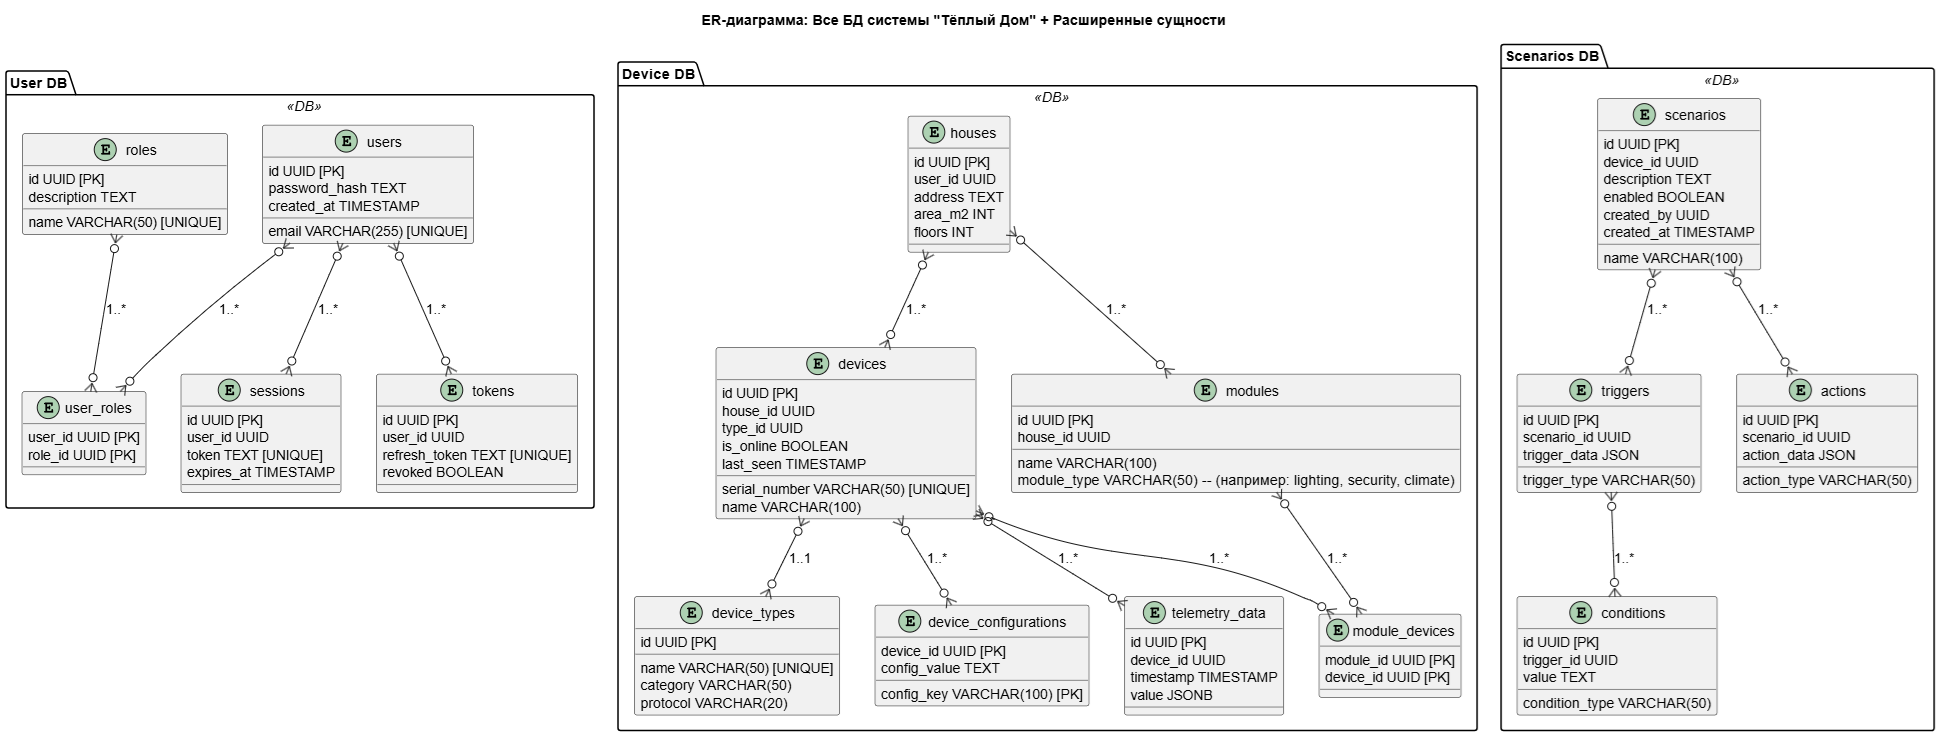 ER-диаграмма: Все БД системы "Тёплый Дом" + Расширенные сущности
User DB
«DB»
E roles
id UUID [PK]
description TEXT
name VARCHAR(50) [UNIQUE]
E users
id UUID [PK]
password_hash TEXT
created_at TIMESTAMP
email VARCHAR(255) [UNIQUE]
1..*
1..*
1..*
1..*
E user_roles
user_id UUID [PK]
role_id UUID [PK]
E sessions
id UUID [PK]
user_id UUID
token TEXT [UNIQUE]
expires_at TIMESTAMP
E tokens
id UUID [PK]
user_id UUID
refresh_token TEXT [UNIQUE]
revoked BOOLEAN
Device DB
«DB»
E houses
id UUID [PK]
user_id UUID
address TEXT
area_m2 INT
floors INT
1..*
1..*
E devices
id UUID [PK]
house_id UUID
type_id UUID
is_online BOOLEAN
last_seen TIMESTAMP
serial_number VARCHAR(50) [UNIQUE]
name VARCHAR(100)
E modules
id UUID [PK]
house_id UUID
name VARCHAR(100)
module_type VARCHAR(50) -- (например: lighting, security, climate)
1..1
1..*
1..*
1..*
1..*
E device_types
id UUID [PK]
name VARCHAR(50) [UNIQUE]
category VARCHAR(50)
protocol VARCHAR(20)
E device_configurations
device_id UUID [PK]
config_value TEXT
config_key VARCHAR(100) [PK]
E telemetry_data
id UUID [PK]
device_id UUID
timestamp TIMESTAMP
value JSONB
E module_devices
module_id UUID [PK]
device_id UUID [PK]
Scenarios DB
«DB»
E scenarios
id UUID [PK]
device_id UUID
description TEXT
enabled BOOLEAN
created_by UUID
created_at TIMESTAMP
name VARCHAR(100)
1..*
1..*
E triggers
id UUID [PK]
scenario_id UUID
trigger_data JSON
trigger_type VARCHAR(50)
E actions
id UUID [PK]
scenario_id UUID
action_data JSON
action_type VARCHAR(50)
1..*
E conditions
id UUID [PK]
trigger_id UUID
value TEXT
condition_type VARCHAR(50)